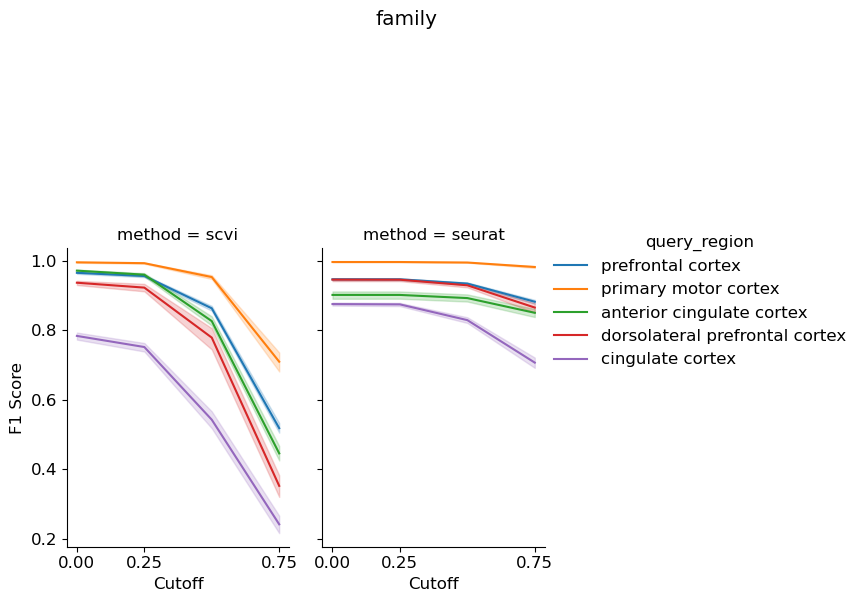 family
method = scvi
method = seurat
query_region
prefrontal cortex
primary motor cortex
anterior cingulate cortex
dorsolateral prefrontal cortex
cingulate cortex
F1 Score
1.0
0.8
0.6
0.4
0.2
0.00
0.25
0.75
0.00
0.25
0.75
Cutoff
Cutoff